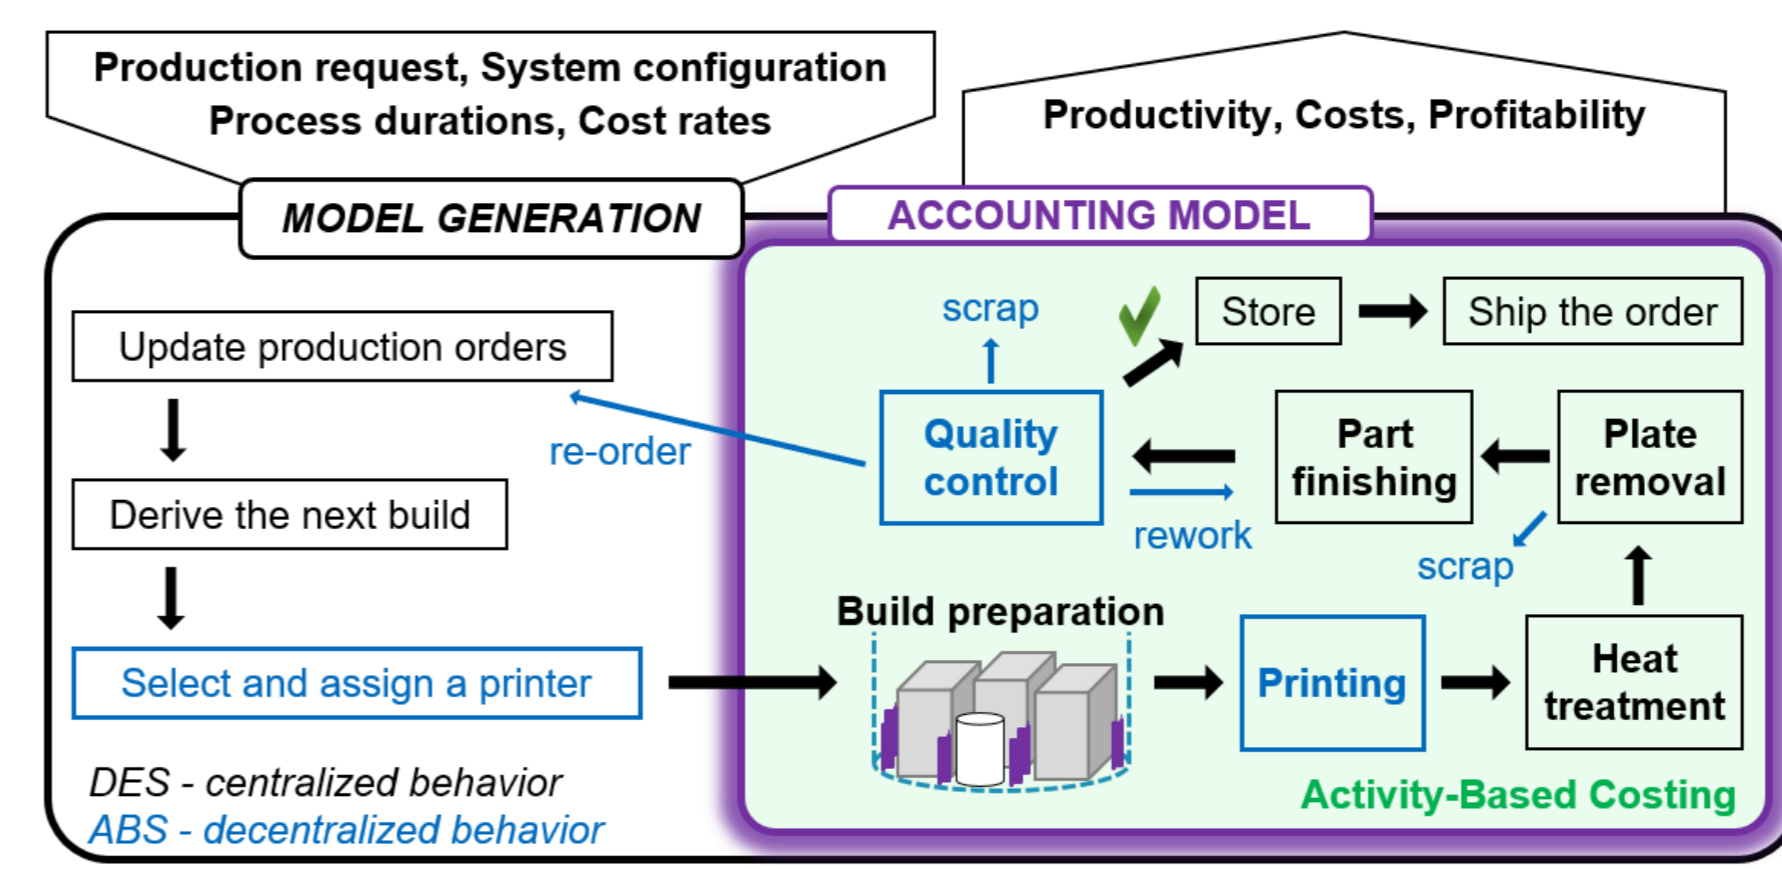 Production request, System configuration
Process durations, Cost rates
Productivity, Costs, Profitability
MODEL GENERATION
ACCOUNTING MODEL
Update production orders
Derive the next build
Select and assign a printer
DES - centralized behavior
ABS - decentralized behavior
re-order
scrap
Store
Ship the order
Quality
control
rework
Part
finishing
Plate
removal
scrap
Build preparation
Printing
Heat
treatment
Activity-Based Costing